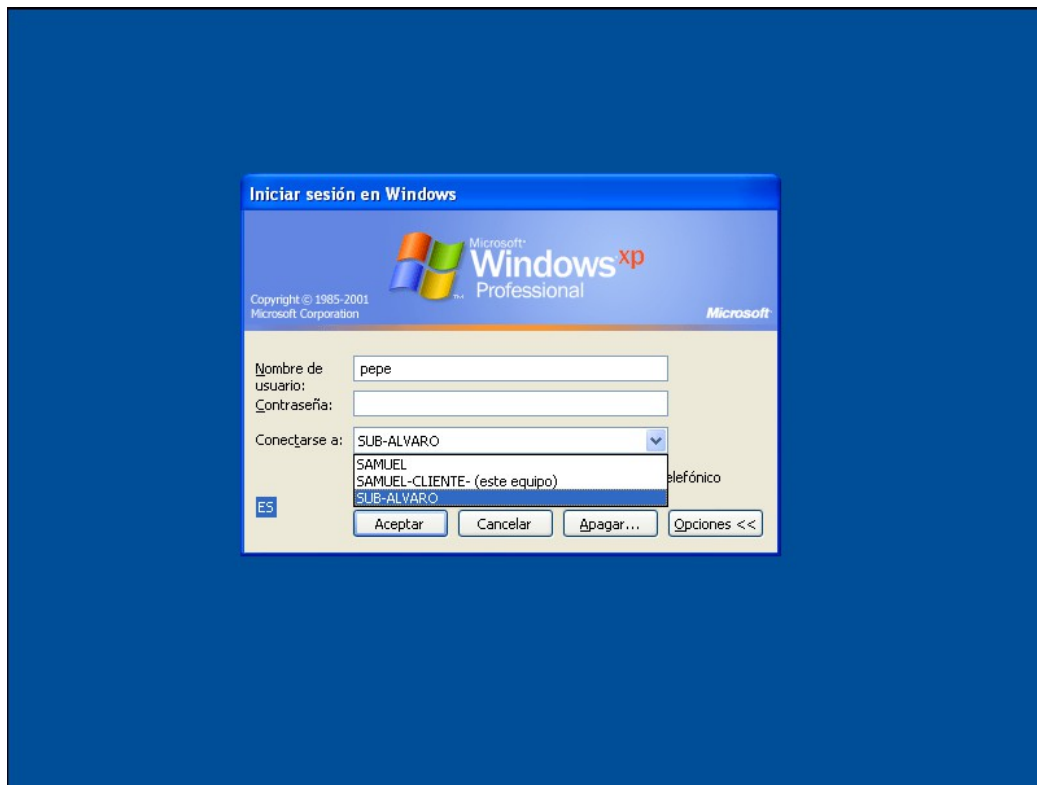 Iniciar sesión en Windows
Microsoft
Windows xp
Professional
Copyright © 1985-2001
Microsoft Corporation
Microsoft
Nombre de
usuario:
pepe
Contraseña:
Conectarse a:
SUB-ALVARO
SAMUEL
SAMUEL-CLIENTE- (este equipo)
elefónico
SUB-ALVARO
ES
Aceptar
Cancelar
Apagar...
Opciones <<